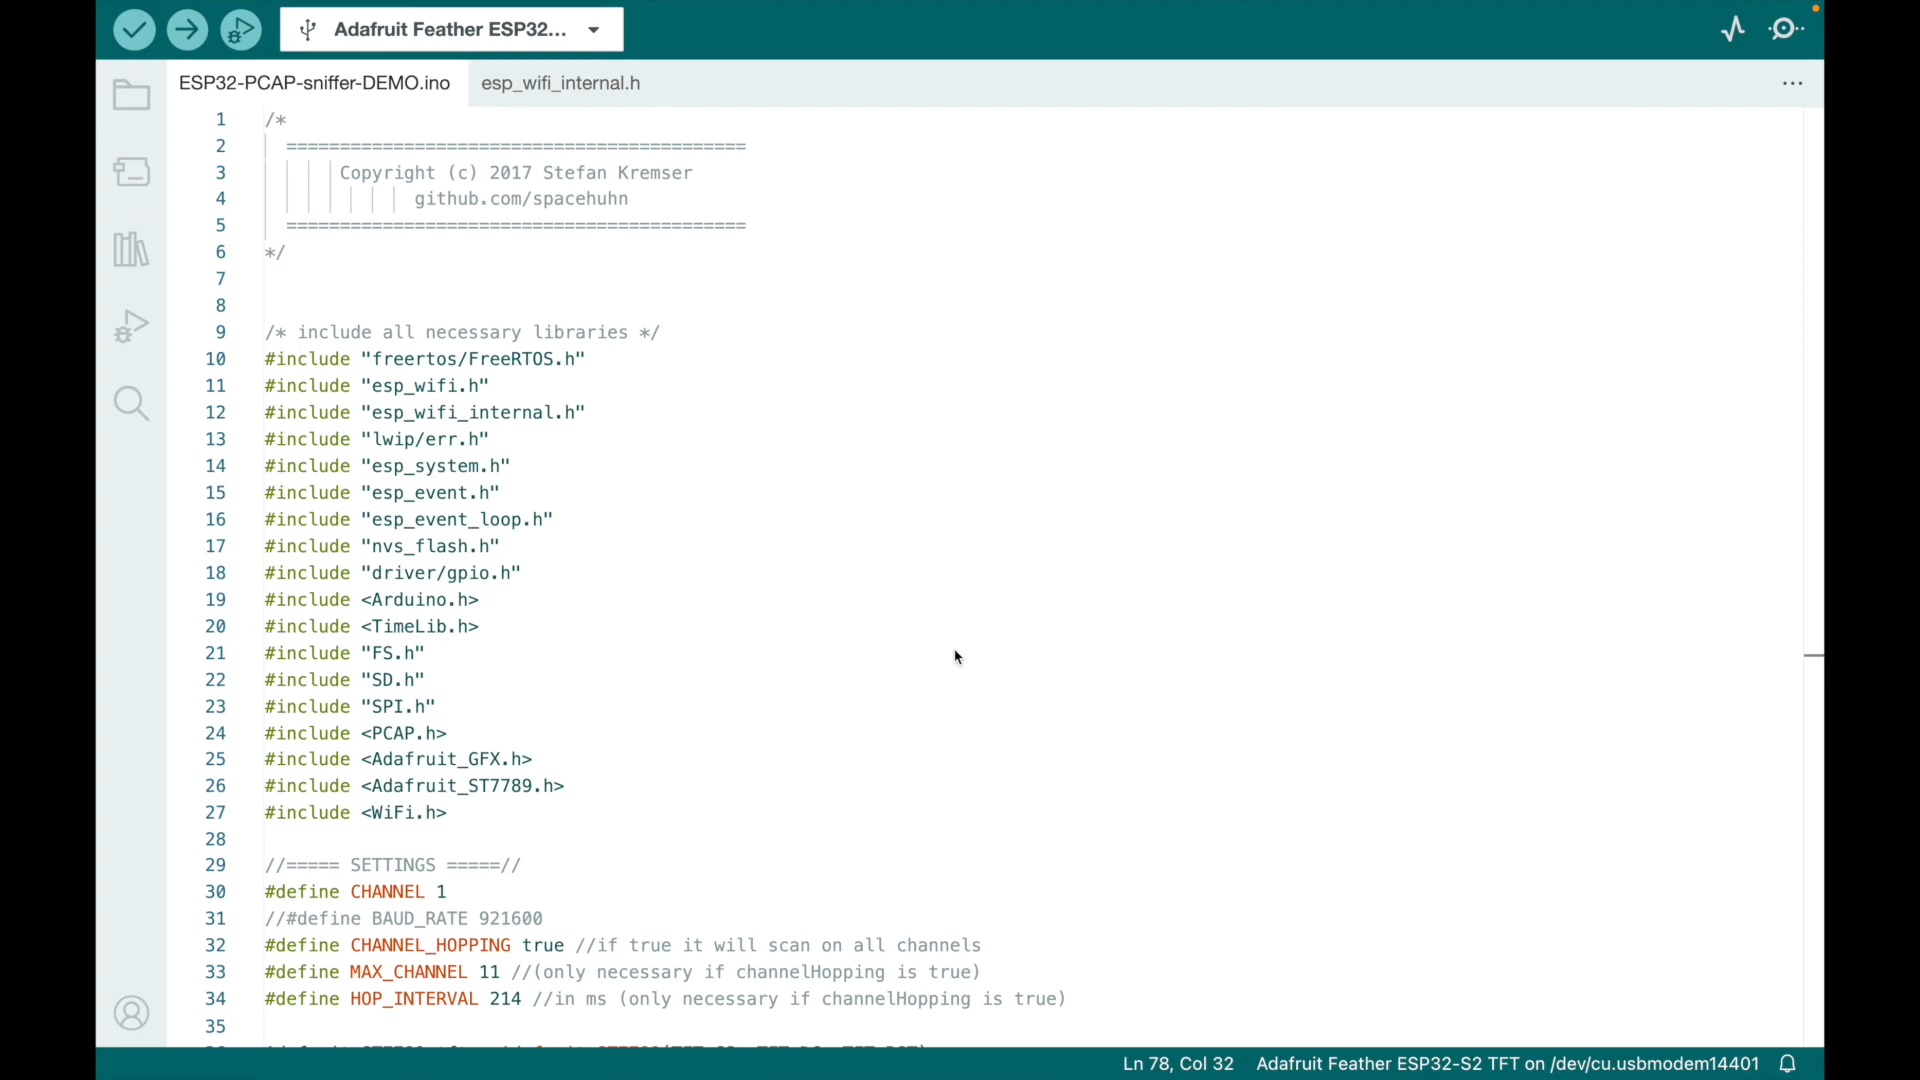 Adafruit Feather ESP32...
ESP32-PCAP-sniffer-DEMO.ino
esp_wifi_internal.h
1 /*
2 ===========================================
3 Copyright (c) 2017 Stefan Kremser
4 github.com/spacehuhn
5 ===========================================
6 */
7
8
9 /* include all necessary libraries */
10 #include "freertos/FreeRTOS.h"
11 #include "esp_wifi.h"
12 #include "esp_wifi_internal.h"
13 #include "lwip/err.h"
14 #include "esp_system.h"
15 #include "esp_event.h"
16 #include "esp_event_loop.h"
17 #include "nvs_flash.h"
18 #include "driver/gpio.h"
19 #include <Arduino.h>
20 #include <TimeLib.h>
21 #include "FS.h"
22 #include "SD.h"
23 #include "SPI.h"
24 #include <PCAP.h>
25 #include <Adafruit_GFX.h>
26 #include <Adafruit_ST7789.h>
27 #include <WiFi.h>
28
29 //===== SETTINGS =====//
30 #define CHANNEL 1
31 //#define BAUD_RATE 921600
32 #define CHANNEL_HOPPING true //if true it will scan on all channels
33 #define MAX_CHANNEL 11 //(only necessary if channelHopping is true)
34 #define HOP_INTERVAL 214 //in ms (only necessary if channelHopping is true)
35
Ln 78, Col 32 Adafruit Feather ESP32-S2 TFT on /dev/cu.usbmodem14401